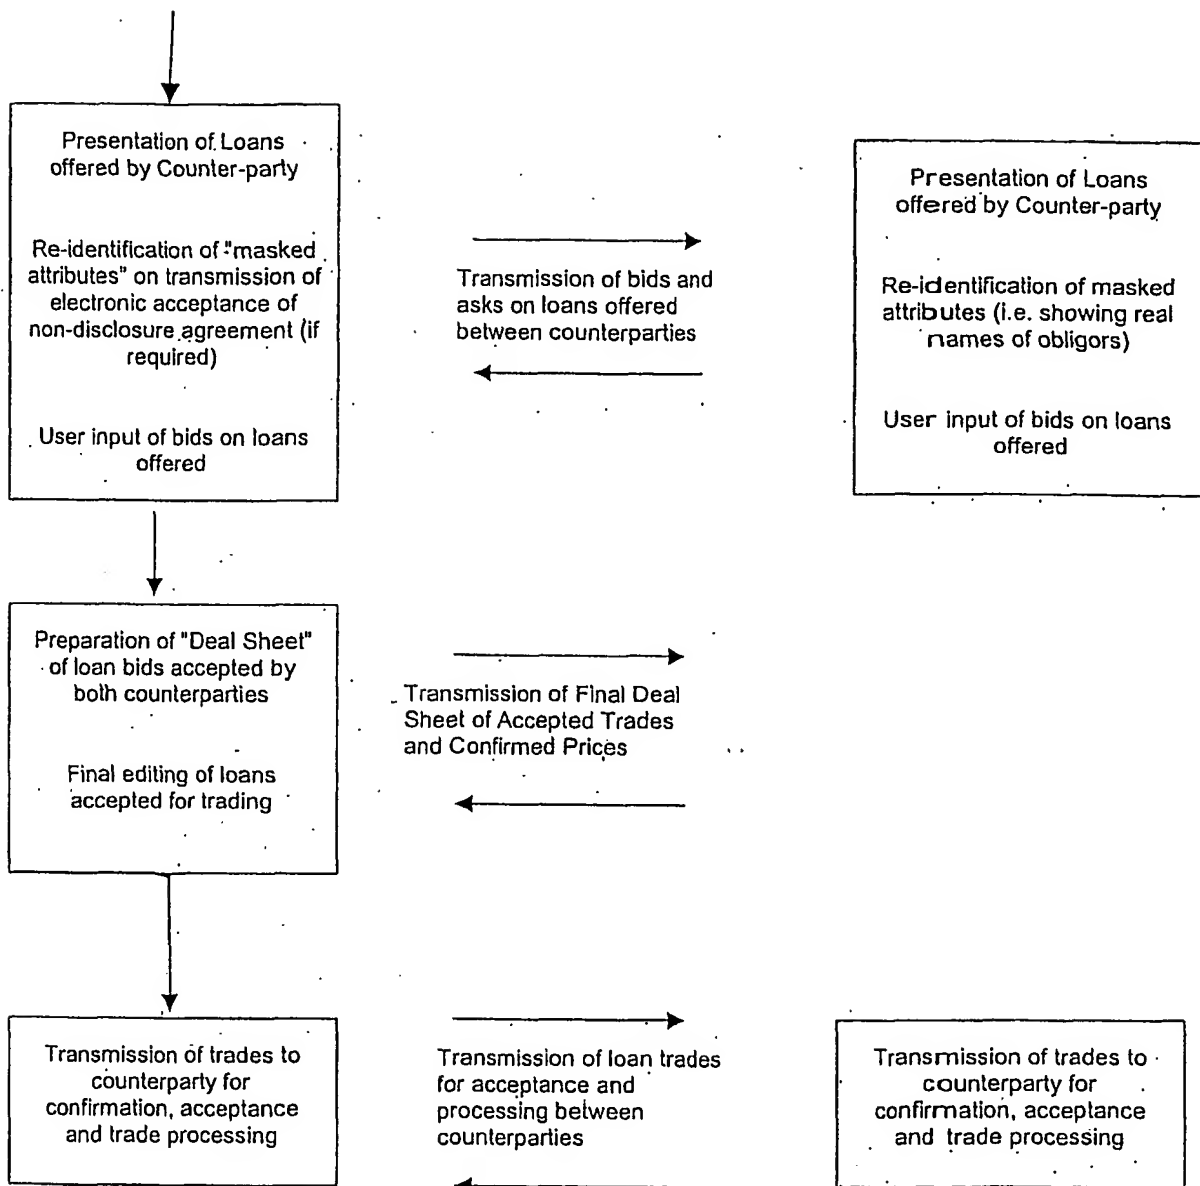 Presentation of Loans
offered by Counter-party
Re-identification of "masked
attributes" on transmission of
electronic acceptance of
non-disclosure agreement (if
required)
User input of bids on loans
offered
Transmission of bids and
asks on loans offered
between counterparties
Presentation of Loans
offered by Counter-party
Re-identification of masked
attributes (i.e. showing real
names of obligors)
User input of bids on loans
offered
Preparation of "Deal Sheet"
of loan bids accepted by
both counterparties
Final editing of loans
accepted for trading
Transmission of Final Deal
Sheet of Accepted Trades
and Confirmed Prices
Transmission of trades to
counterparty for
confirmation, acceptance
and trade processing
Transmission of loan trades
for acceptance and
processing between
counterparties
Transmission of trades to
counterparty for
confirmation, acceptance
and trade processing